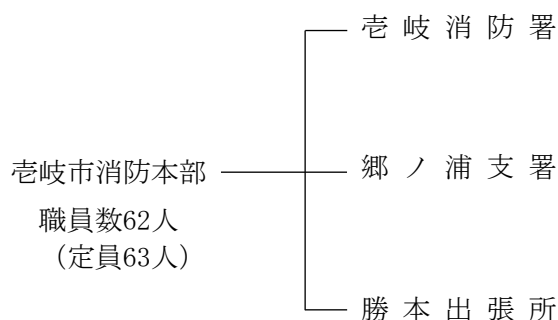 壱岐消防署
壱岐市消防本部
郷ノ浦支署
職員数62人
（定員63人）
勝本出張所